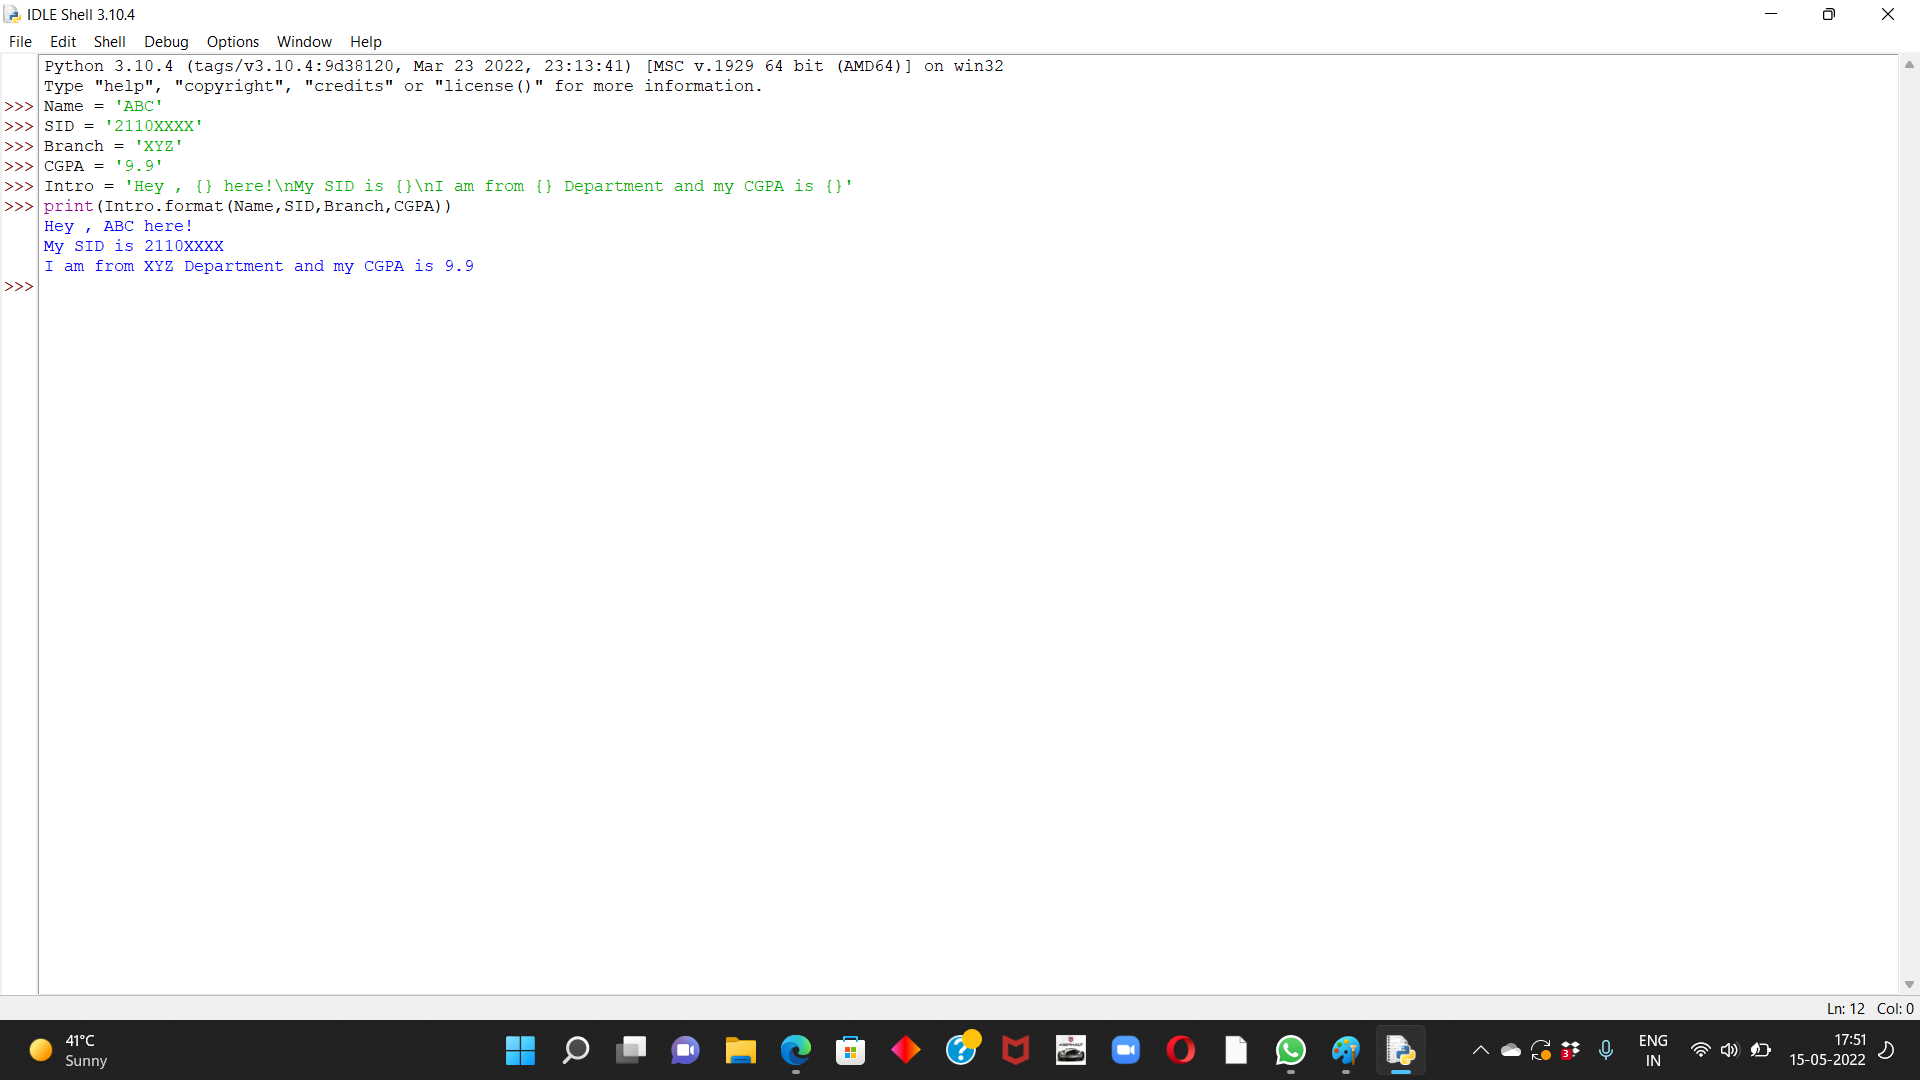 IDLE Shell 3.10.4
File Edit Shell Debug Options Window Help
Python 3.10.4 (tags/v3.10.4:9d38120, Mar 23 2022, 23:13:41) [MSC v.1929 64 bit (AMD64)] on win32
Type "help", "copyright", "credits" or "license()" for more information.
>>> Name = 'ABC'
>>> SID = '2110XXXX'
>>> Branch = 'XYZ'
>>> CGPA = '9.9'
>>> Intro = 'Hey , {} here!\nMy SID is {}\nI am from {} Department and my CGPA is {}'
>>> print(Intro.format(Name,SID,Branch,CGPA))
Hey , ABC here!
My SID is 2110XXXX
I am from XYZ Department and my CGPA is 9.9
>>>
Ln: 12 Col: 0
41°C
Sunny
ASPHALT
3
ENG
IN
17:51
15-05-2022